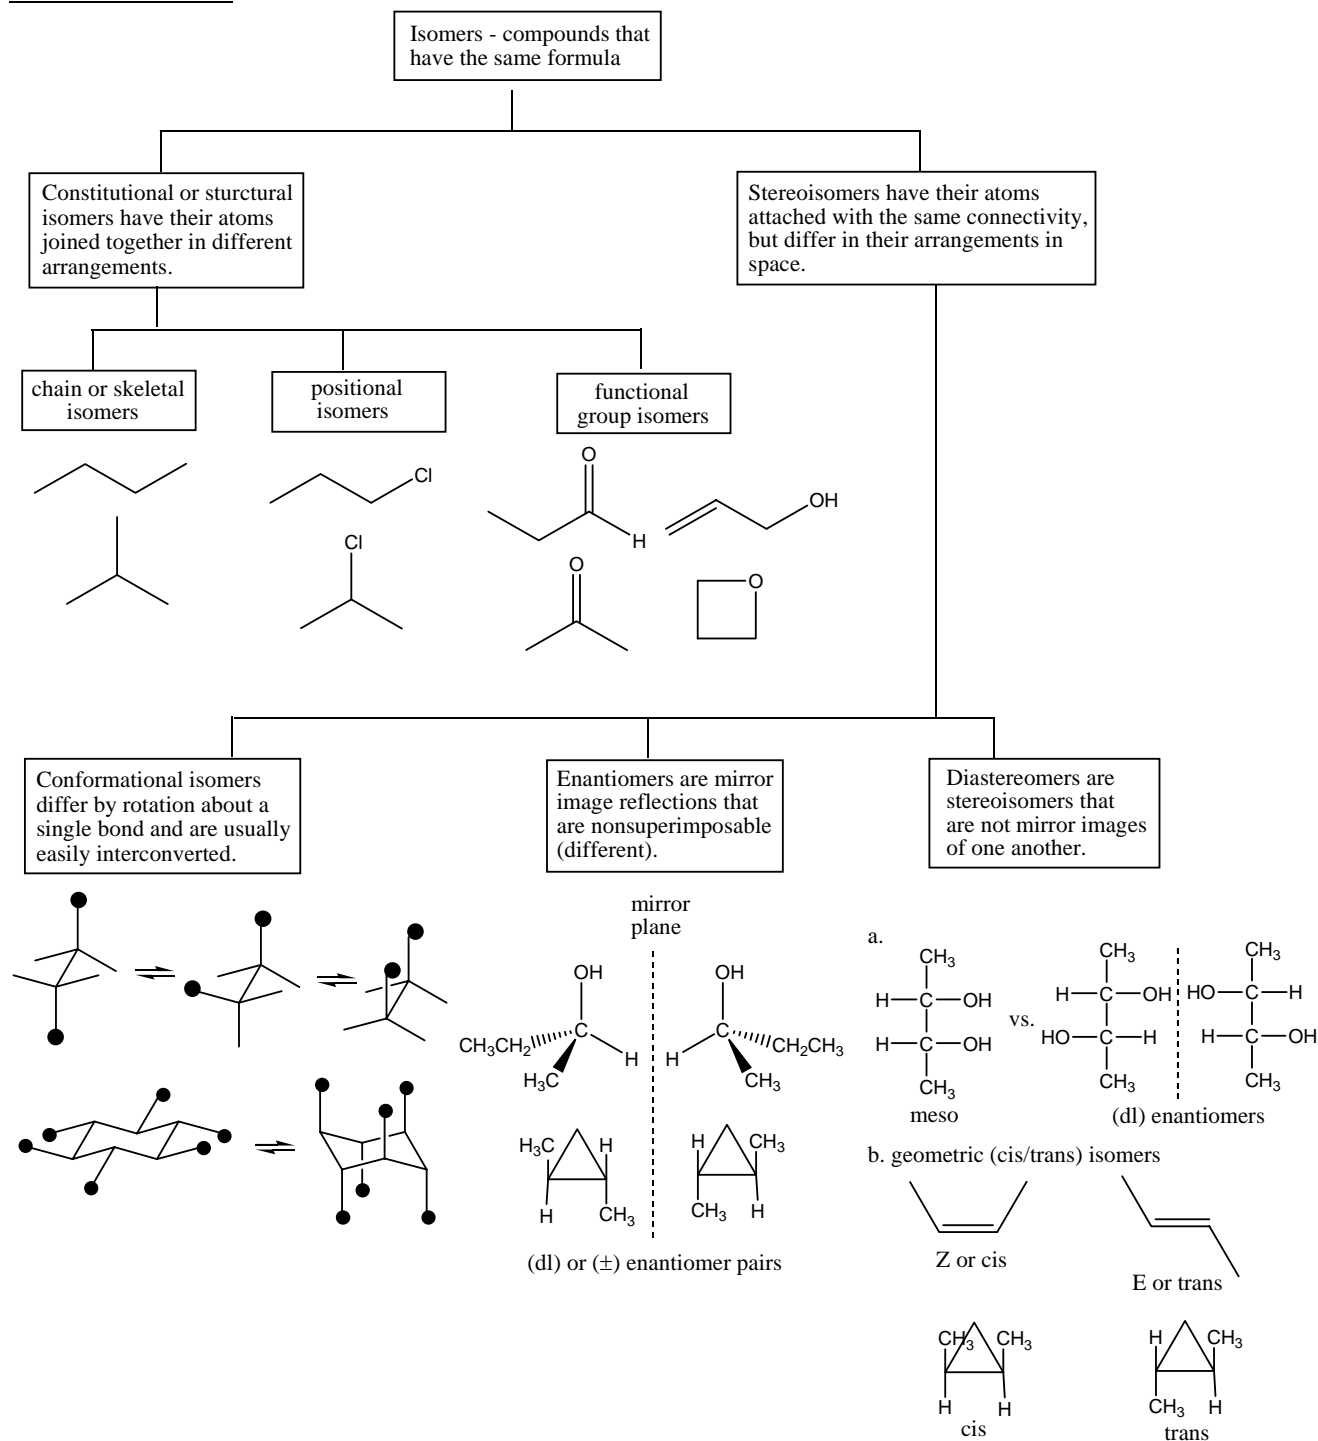 Isomers - compounds that
have the same formula
Constitutional or sturctural
isomers have their atoms
joined together in different
arrangements.
Stereoisomers have their atoms
attached with the same connectivity,
but differ in their arrangements in
space.
chain or skeletal
isomers
positional
isomers
functional
group isomers
Cl
Cl
O
H
OH
O
O
Conformational isomers
differ by rotation about a
single bond and are usually
easily interconverted.
Enantiomers are mirror
image reflections that
are nonsuperimposable
(different).
Diastereomers are
stereoisomers that
are not mirror images
of one another.
mirror
plane
OH
C
CH3CH2
H
H3C
OH
C
H
CH2CH3
CH3
H3C
H
H
CH3
H
CH3
CH3
H
(dl) or (±) enantiomer pairs
a.
CH3
H C OH
H C OH
CH3
meso
vs.
CH3
H C OH
HO C H
CH3
CH3
HO C H
H C OH
CH3
(dl) enantiomers
b. geometric (cis/trans) isomers
Z or cis
E or trans
CH3
CH3
H
H
cis
H
CH3
CH3
H
trans